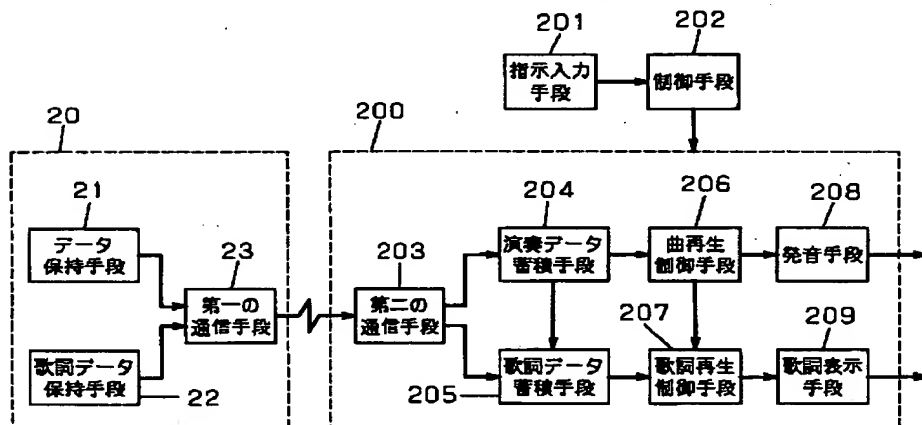 201
202
指示入力
手段
制御手段
20
200
21
データ
保持手段
23
第一の
通信手段
歌詞データ
保持手段
22
203
第二の
通信手段
204
演奏データ
蓄積手段
206
曲再生
制御手段
208
発音手段
205
歌詞データ
蓄積手段
207
歌詞再生
制御手段
209
歌詞表示
手段